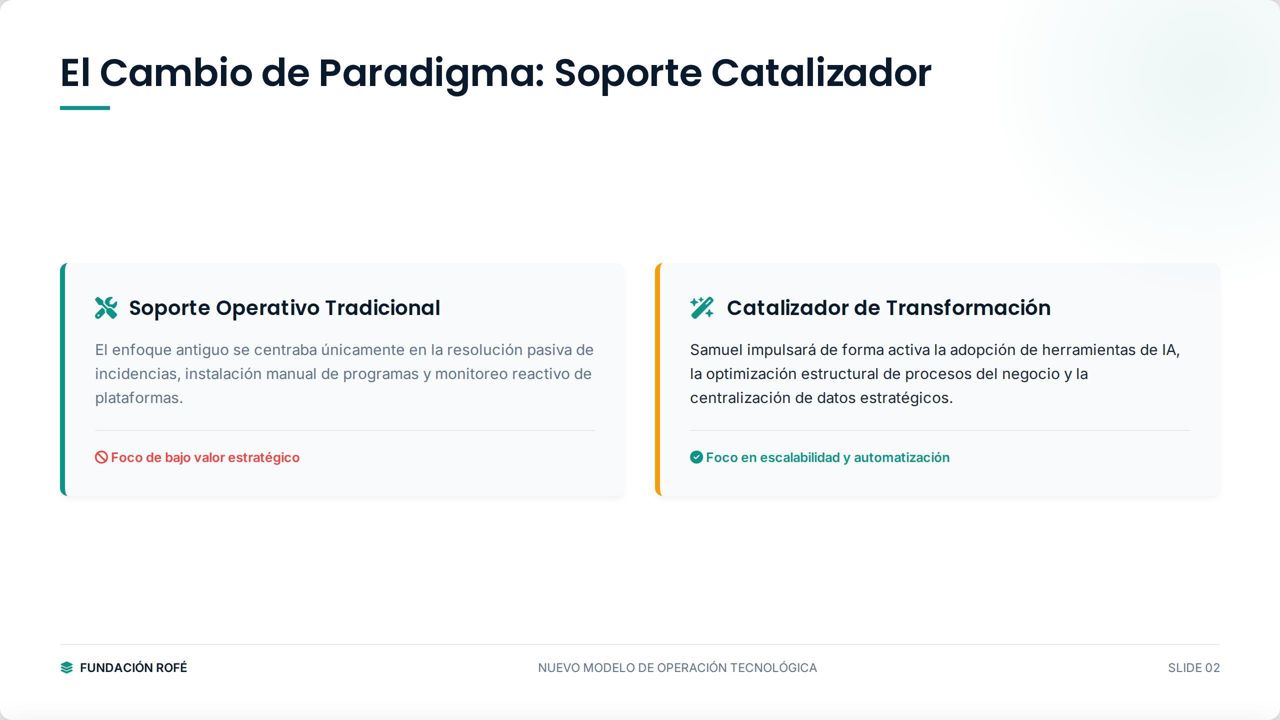 El Cambio de Paradigma: Soporte Catalizador
Soporte Operativo Tradicional
El enfoque antiguo se centraba únicamente en la resolución pasiva de
incidencias, instalación manual de programas y monitoreo reactivo de
plataformas.
Foco de bajo valor estratégico
Catalizador de Transformación
Samuel impulsará de forma activa la adopción de herramientas de IA,
la optimización estructural de procesos del negocio y la
centralización de datos estratégicos.
Foco en escalabilidad y automatización
FUNDACIÓN ROFÉ
NUEVO MODELO DE OPERACIÓN TECNOLÓGICA
SLIDE 02